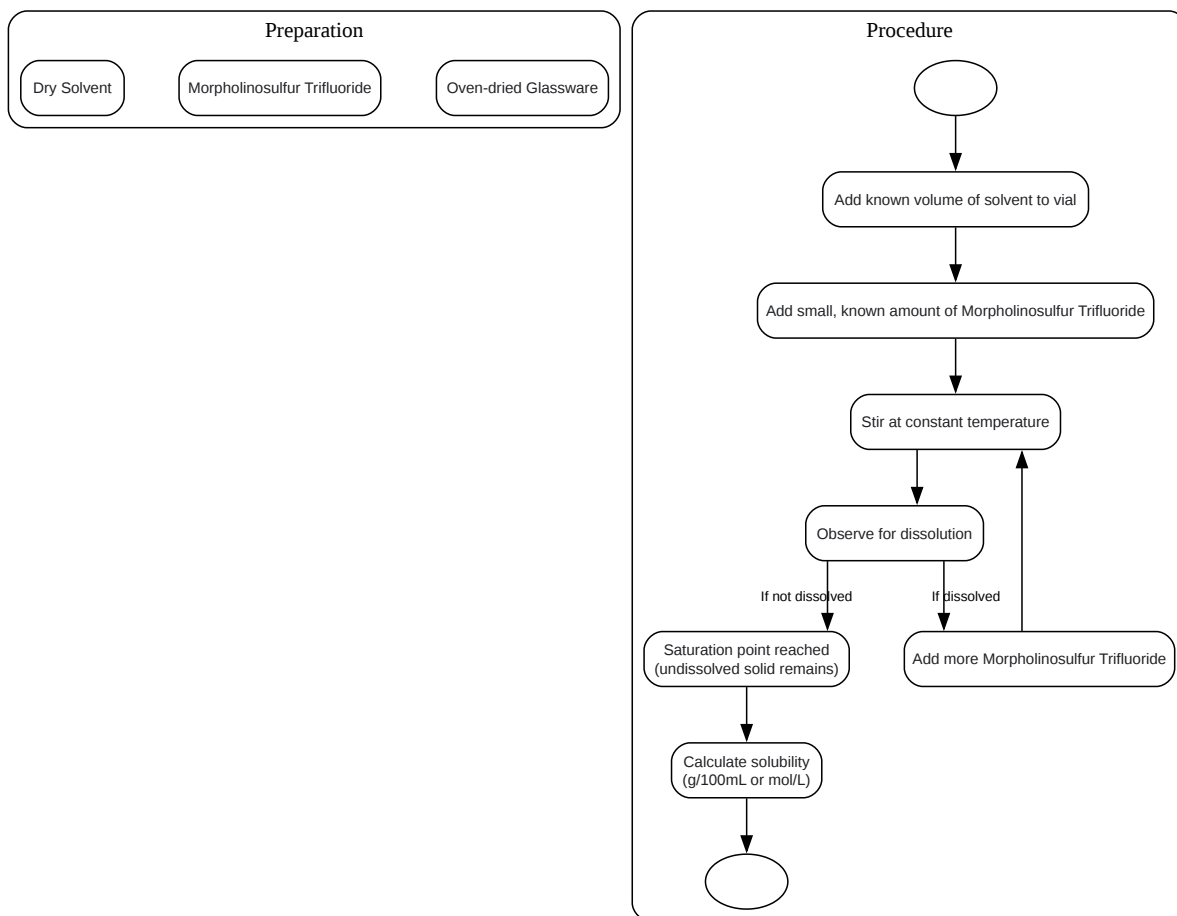 Preparation
Dry Solvent
Morpholinosulfur Trifluoride
Oven-dried Glassware
Procedure
Add known volume of solvent to vial
Add small, known amount of Morpholinosulfur Trifluoride
Stir at constant temperature
Observe for dissolution
If not dissolved
If dissolved
Saturation point reached
(undissolved solid remains)
Add more Morpholinosulfur Trifluoride
Calculate solubility
(g/100mL or mol/L)